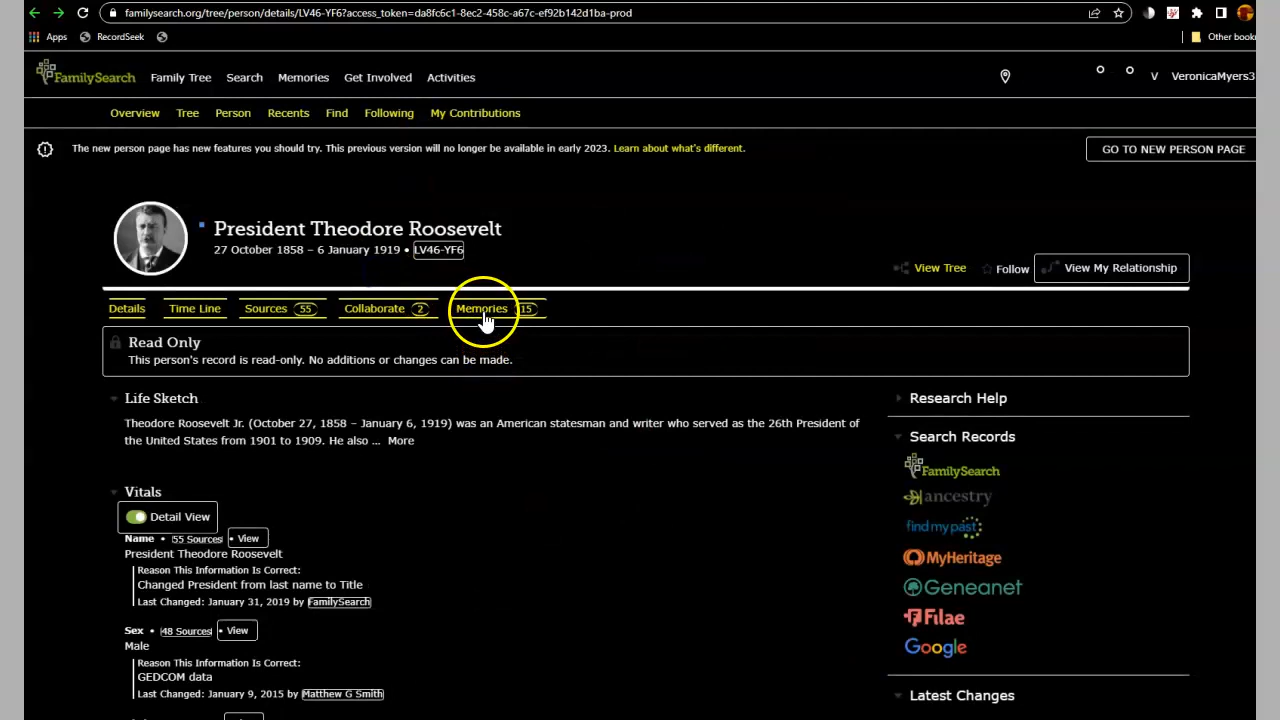 familysearch.org/tree/person/details/LV46-YF6?access_token=da8fc6c1-8ec2-458c-a67c-ef92b142d1ba-prod
Apps RecordSeek Other book
FamilySearch Family Tree Search Memories Get Involved Activities V VeronicaMyers3
Overview Tree Person Recents Find Following My Contributions
The new person page has new features you should try. This previous version will no longer be available in early 2023. Learn about what's different. GO TO NEW PERSON PAGE
President Theodore Roosevelt
27 October 1858 – 6 January 1919 • LV46-YF6
View Tree Follow View My Relationship
Details Time Line Sources 55 Collaborate 2 Memories 15
Read Only
This person's record is read-only. No additions or changes can be made.
Life Sketch
Theodore Roosevelt Jr. (October 27, 1858 – January 6, 1919) was an American statesman and writer who served as the 26th President of
the United States from 1901 to 1909. He also ... More
Vitals
Detail View
Name • 55 Sources • View
President Theodore Roosevelt
Reason This Information Is Correct:
Changed President from last name to Title
Last Changed: January 31, 2019 by FamilySearch
Sex • 48 Sources • View
Male
Reason This Information Is Correct:
GEDCOM data
Last Changed: January 9, 2015 by Matthew G Smith
Research Help
Search Records
FamilySearch
ancestry
findmypast
MyHeritage
Geneanet
Filae
Google
Latest Changes